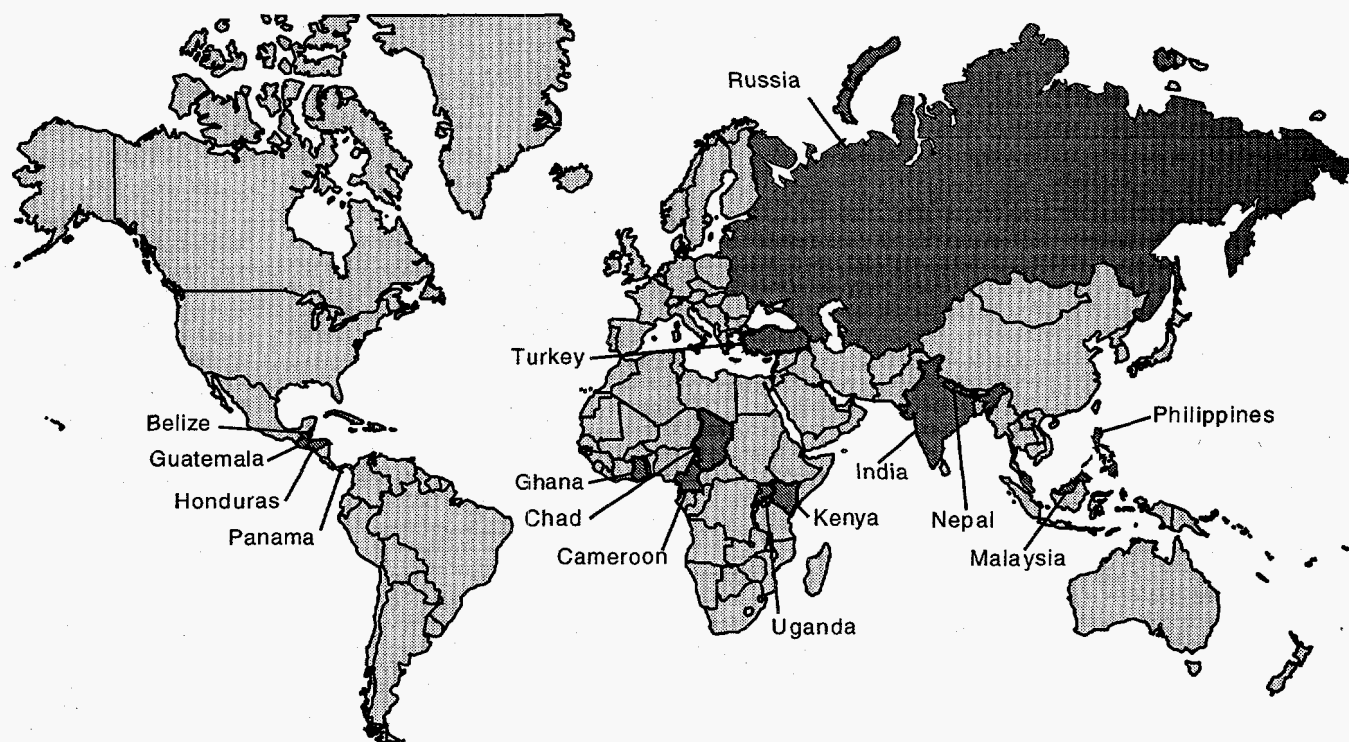 Russia
Turkey
Belize
Guatemala
Honduras
Panama
Ghana
Chad
Cameroon
Kenya
Uganda
India
Nepal
Malaysia
Philippines